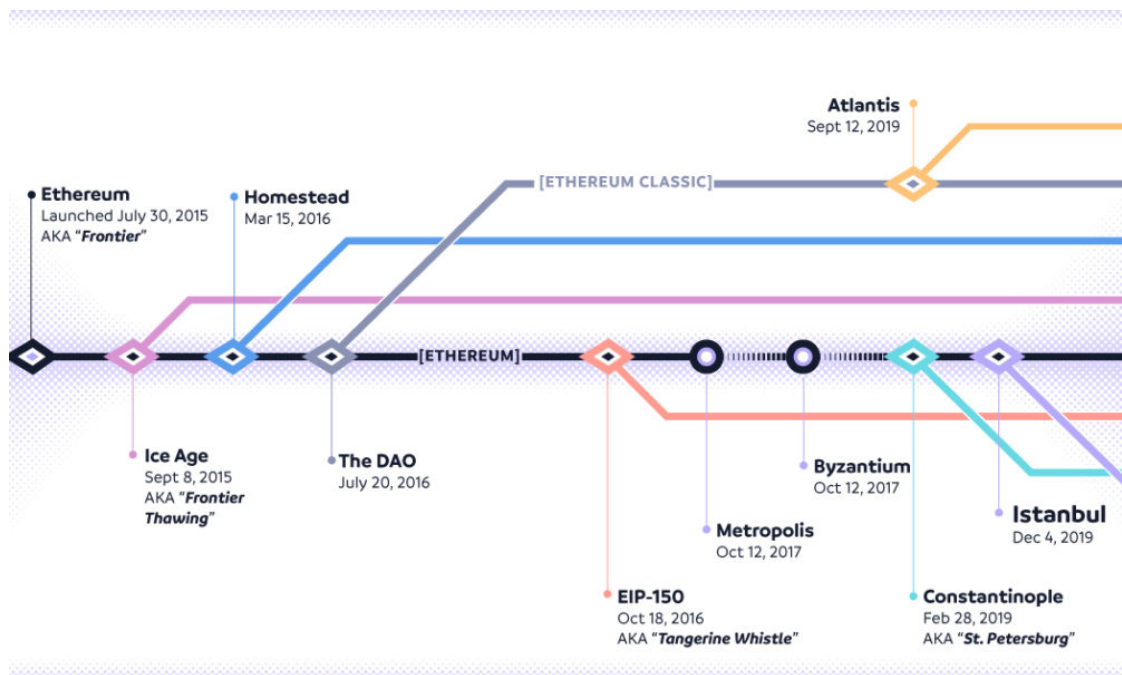 Atlantis
Sept 12, 2019
[ETHEREUM CLASSIC]
Ethereum
Launched July 30, 2015
AKA “Frontier”
Homestead
Mar 15, 2016
[ETHEREUM]
Ice Age
Sept 8, 2015
AKA “Frontier
Thawing”
The DAO
July 20, 2016
Byzantium
Oct 12, 2017
Metropolis
Oct 12, 2017
Istanbul
Dec 4, 2019
EIP-150
Oct 18, 2016
AKA “Tangerine Whistle”
Constantinople
Feb 28, 2019
AKA “St. Petersburg”